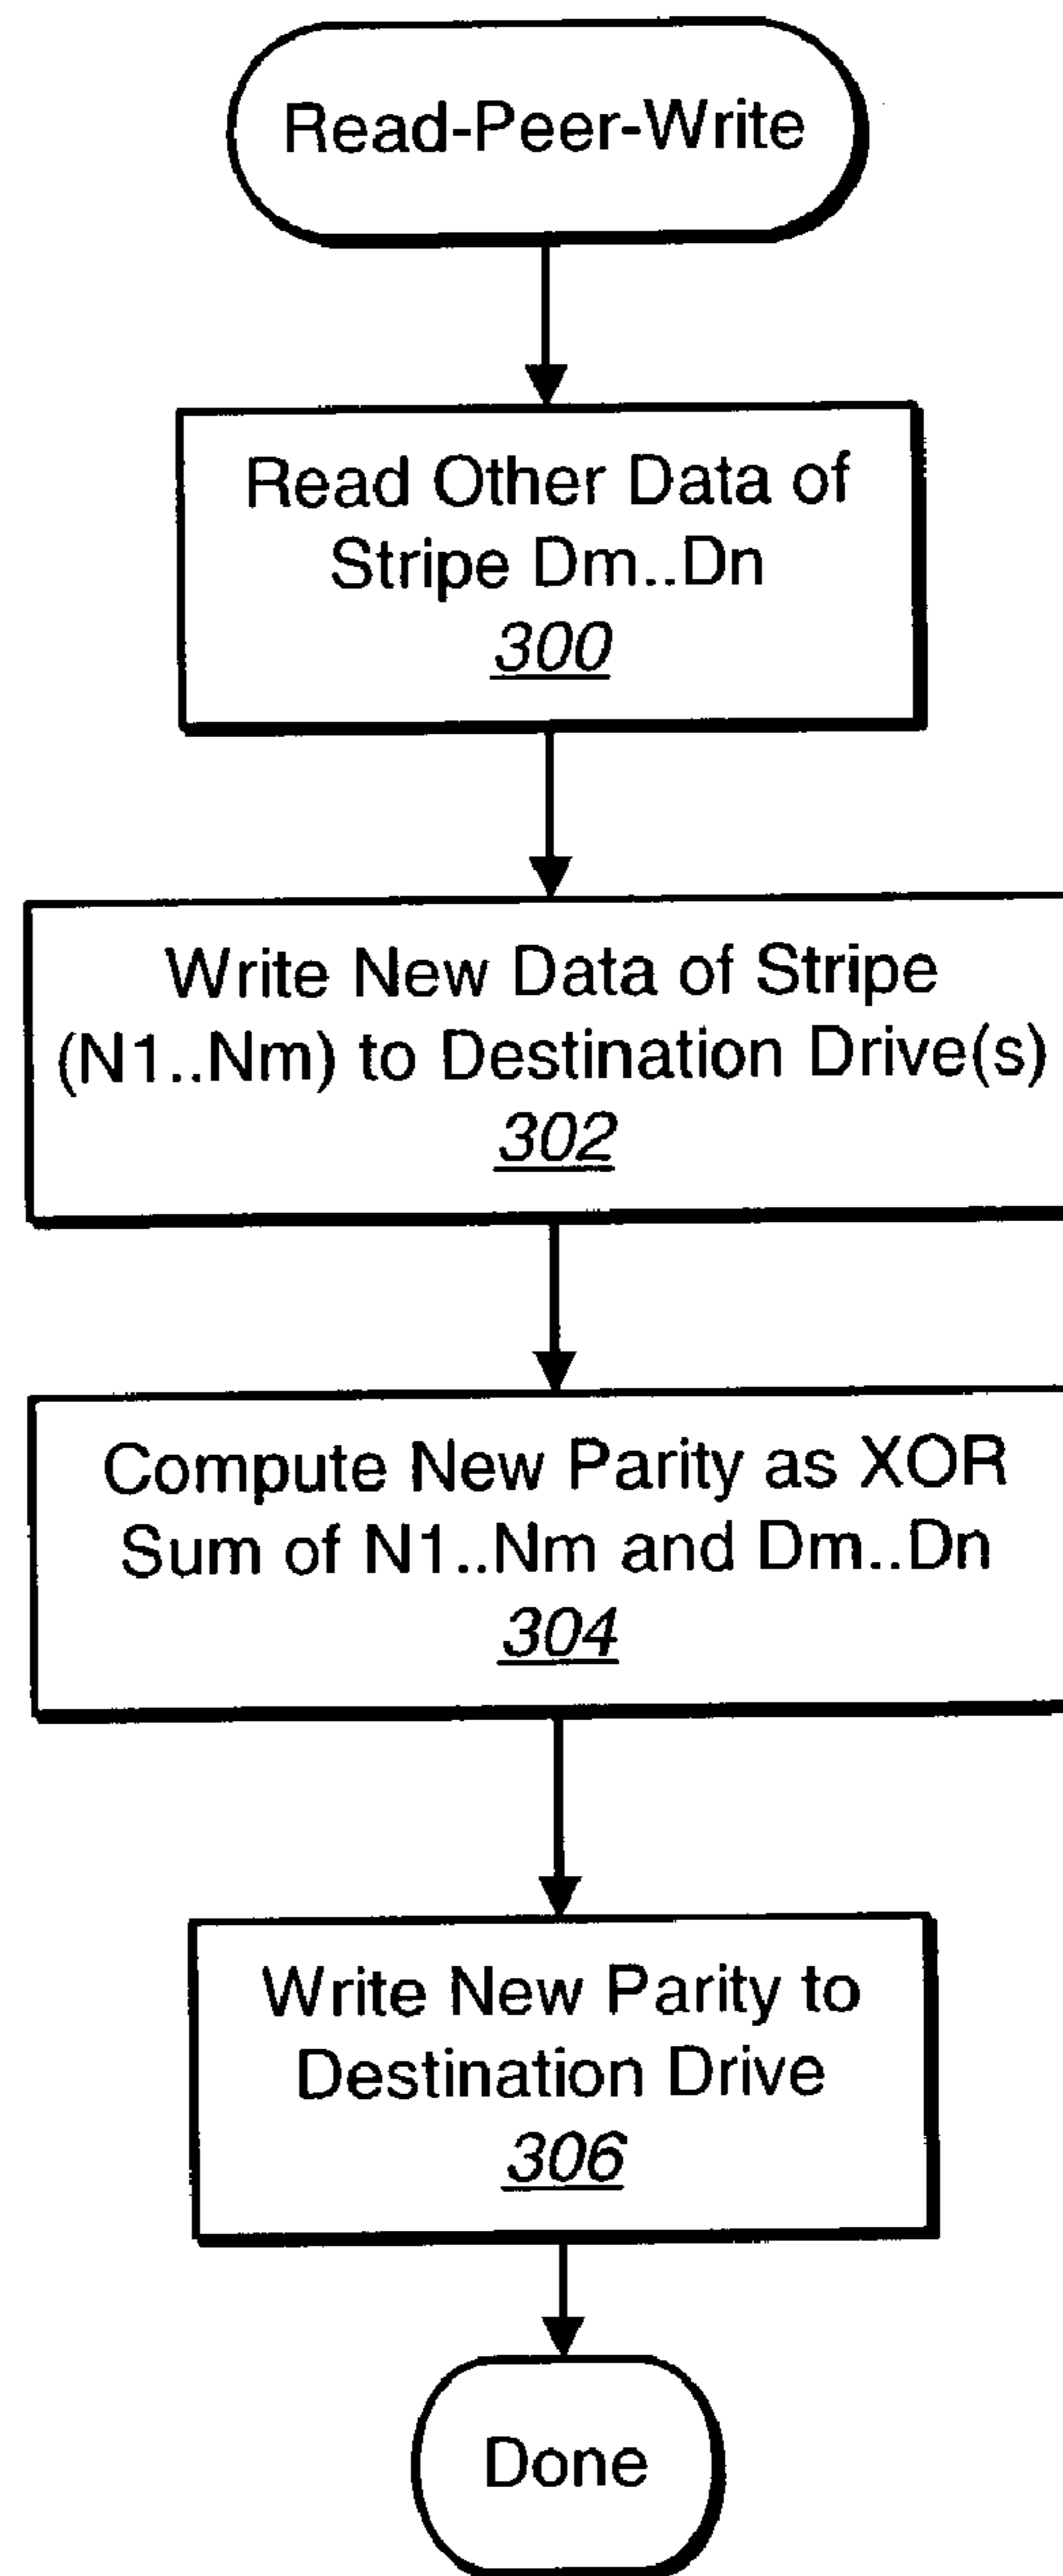 Read-Peer-Write
Read Other Data of
Stripe Dm..Dn
300
Write New Data of Stripe
(N1..Nm) to Destination Drive(s)
302
Compute New Parity as XOR
Sum of N1..Nm and Dm..Dn
304
Write New Parity to
Destination Drive
306
Done